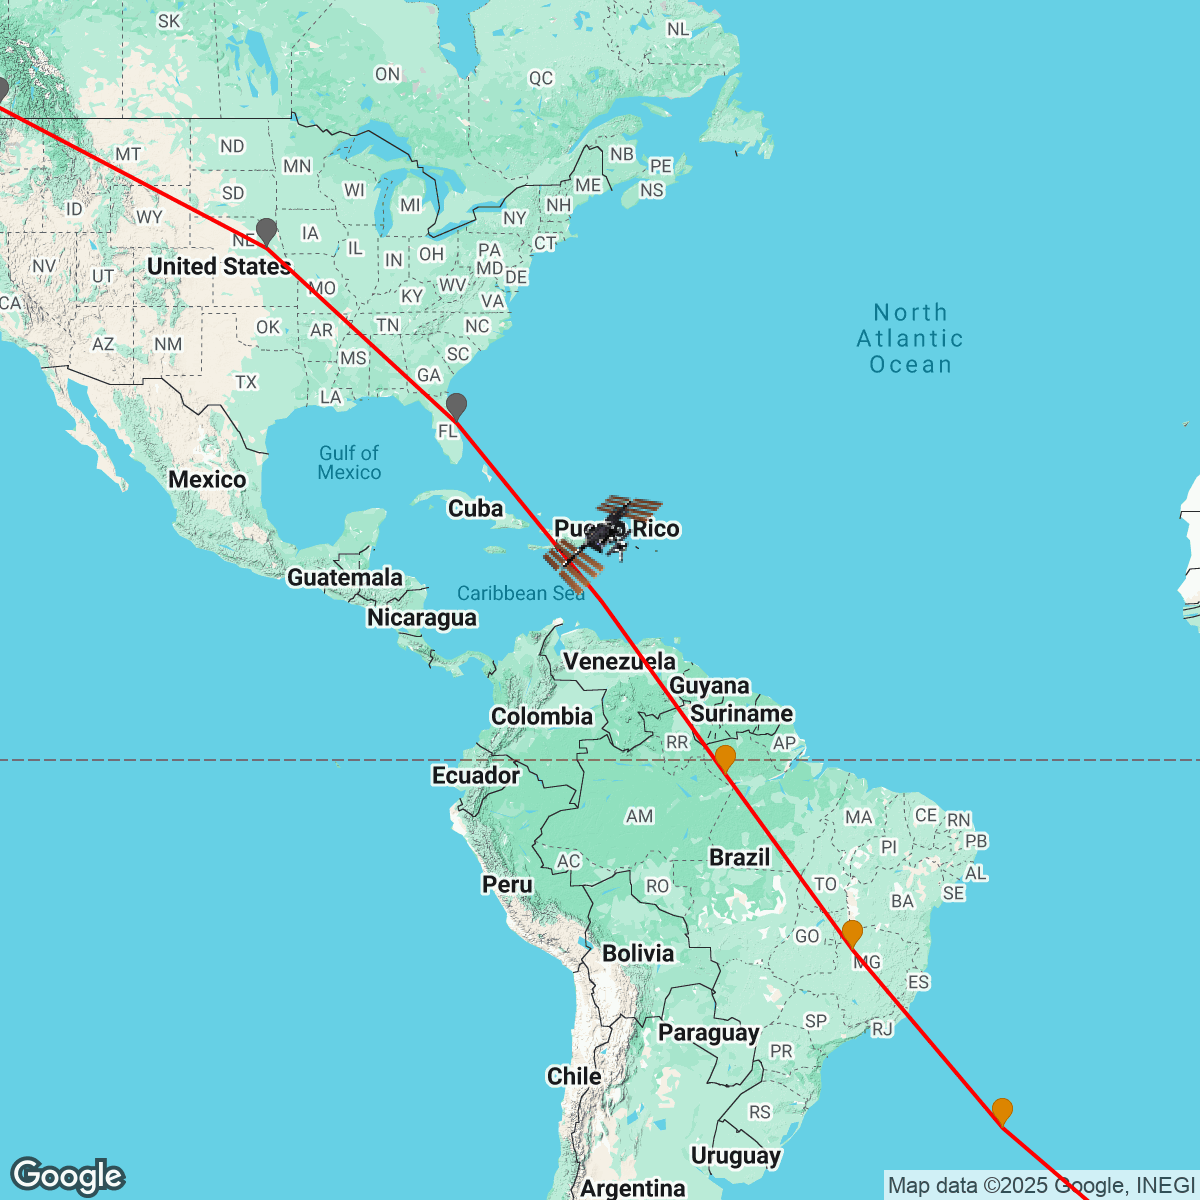 SK
NL
ON
QC
MT
ND
MN
NB
PE
NS
ME
SD
WI
MI
NH
NY
ID
WY
NE
IA
IL
IN
OH
PA
CT
MD
DE
NV
UT
United States
MO
KY
WV
VA
CA
AZ
NM
OK
AR
TN
NC
North
Atlantic
Ocean
MS
SC
GA
TX
LA
FL
Gulf of
Mexico
Mexico
Cuba
Puerto Rico
Guatemala
Caribbean Sea
Nicaragua
Venezuela
Guyana
Suriname
Colombia
RR
AP
Ecuador
AM
MA
CE
RN
PB
PI
Brazil
AC
AL
Peru
RO
TO
SE
BA
GO
Bolivia
MG
ES
SP
RJ
Paraguay
PR
Chile
RS
Uruguay
Argentina
Google
Map data ©2025 Google, INEGI